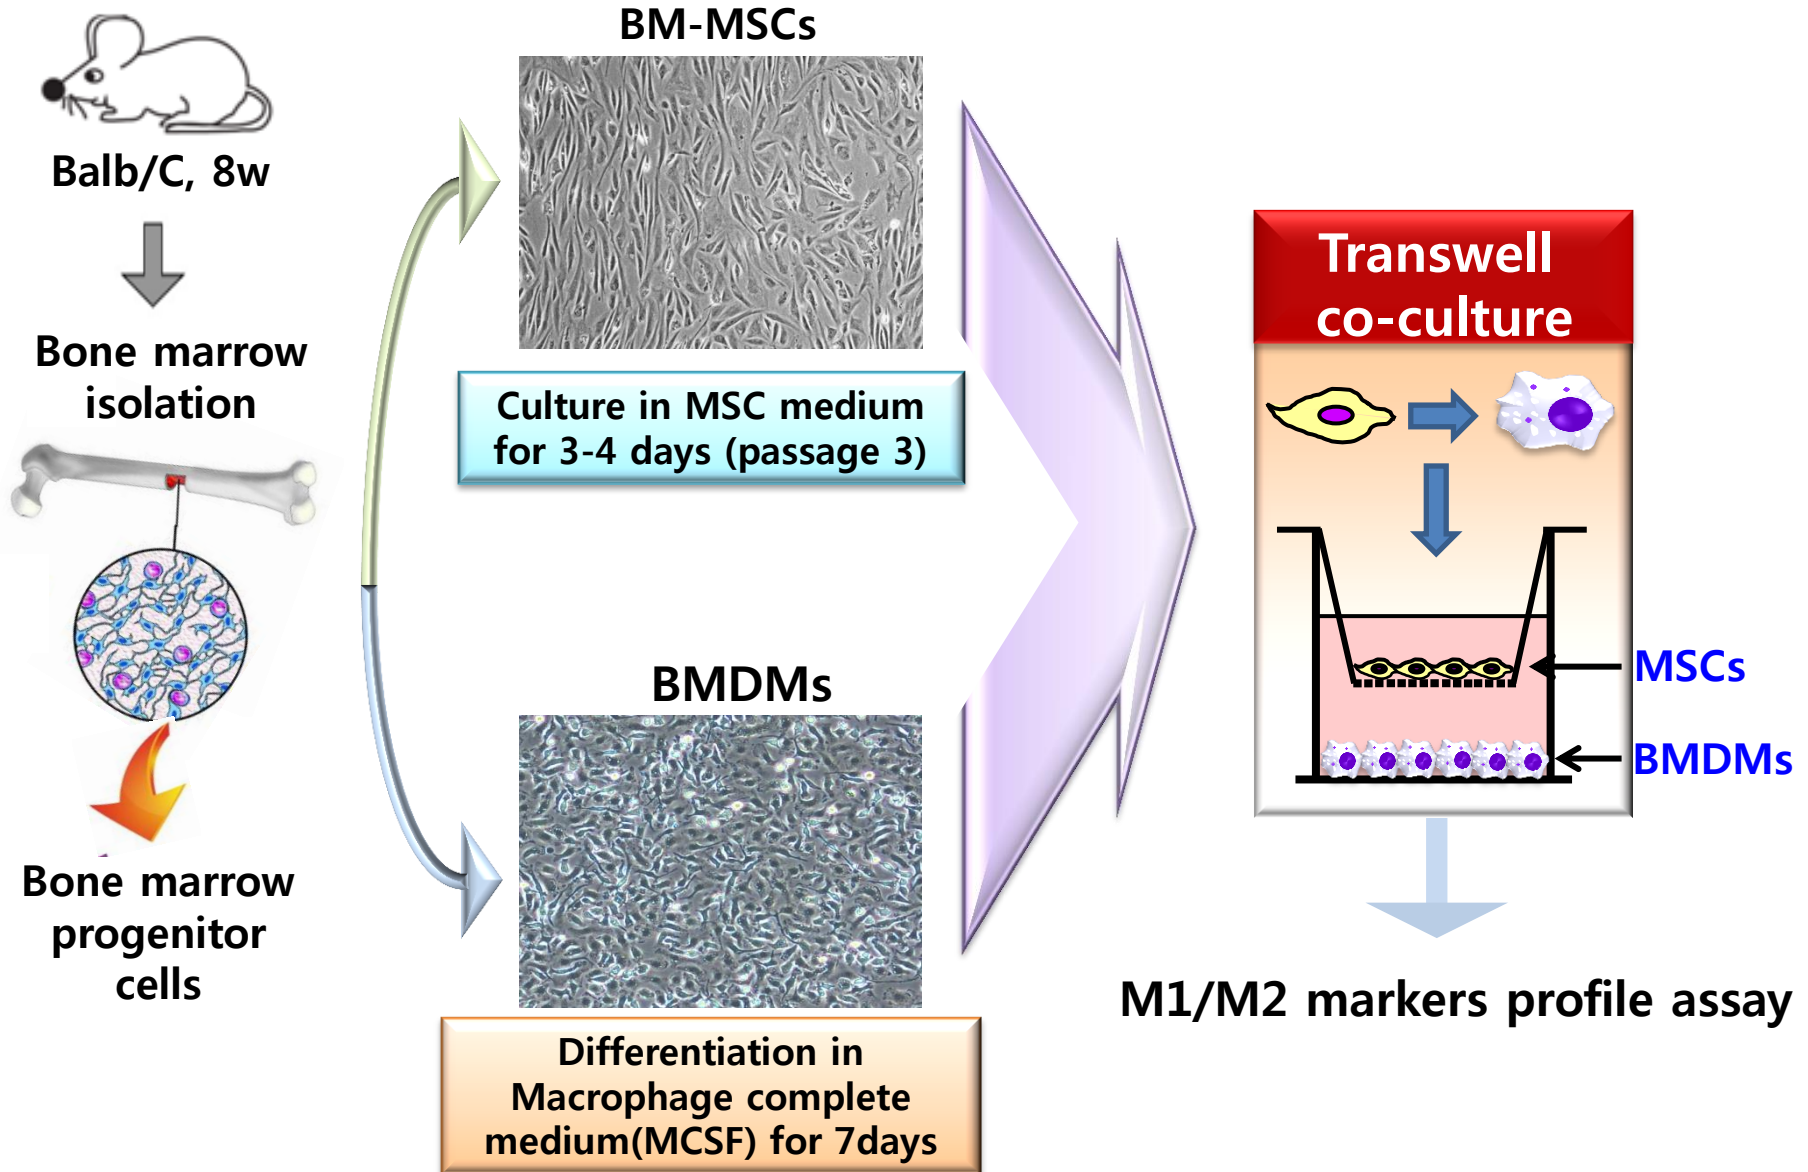 Balb/C, 8w
Bone marrow
isolation
Bone marrow
progenitor
cells
BM-MSCs
Culture in MSC medium
for 3-4 days (passage 3)
BMDMs
Differentiation in
Macrophage complete
medium(MCSF) for 7days
Transwell
co-culture
MSCs
BMDMs
M1/M2 markers profile assay